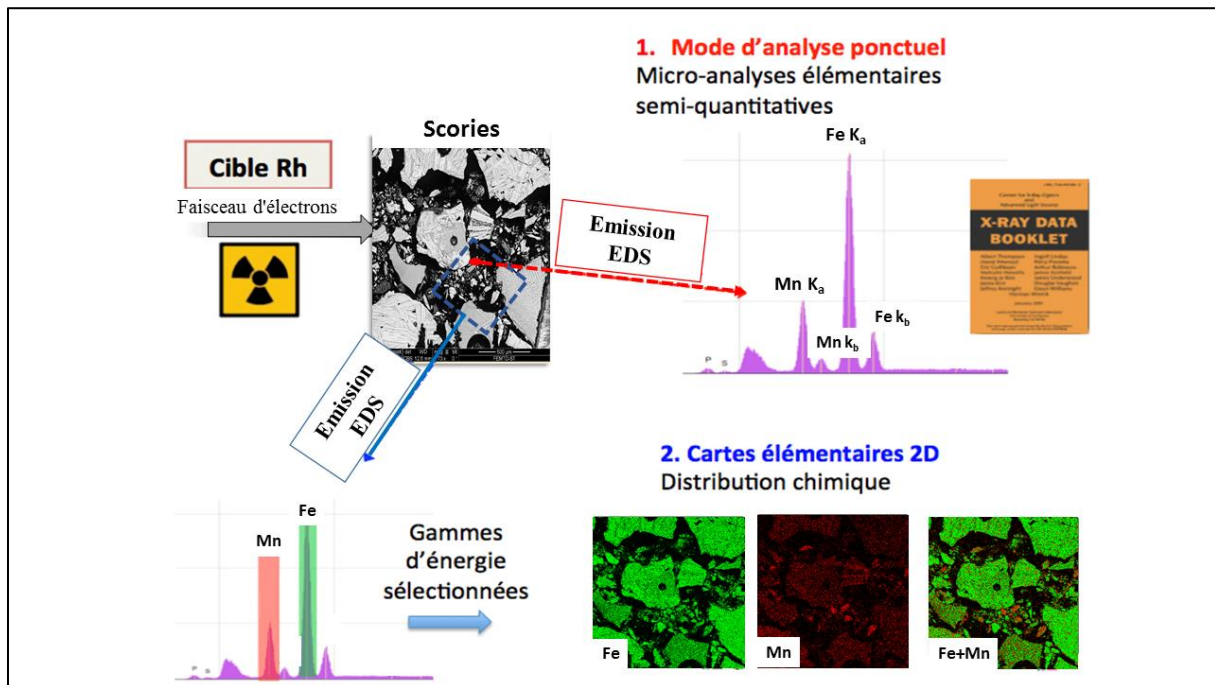 1. Mode d'analyse ponctuel
Micro-analyses élémentaires
semi-quantitatives
Scories
Cible Rh
Faisceau d'électrons
Emission
EDS
Fe Ka
Mn Ka
Mn kb
Fe kb
P
S
X-RAY DATA
BOOKLET
Emission
EDS
2. Cartes élémentaires 2D
Distribution chimique
Fe
Mn
P
S
Gammes
d'énergie
sélectionnées
Fe
Mn
Fe+Mn